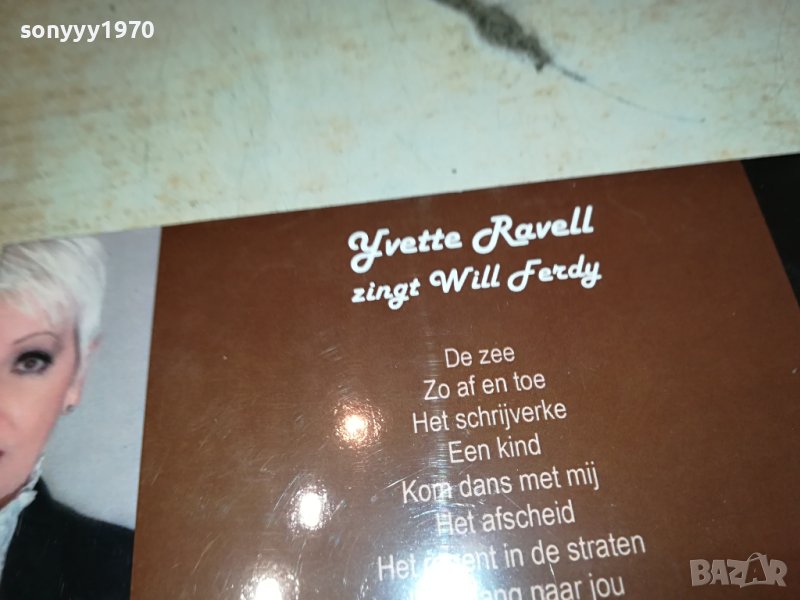 sonyyy1970
Yvette Ravell
zingt Will Ferdy
De zee
Zo af en toe
Het schrijverke
Een kind
Kom dans met mij
Het afscheid
Het in de straten
naar jou
BAZAR